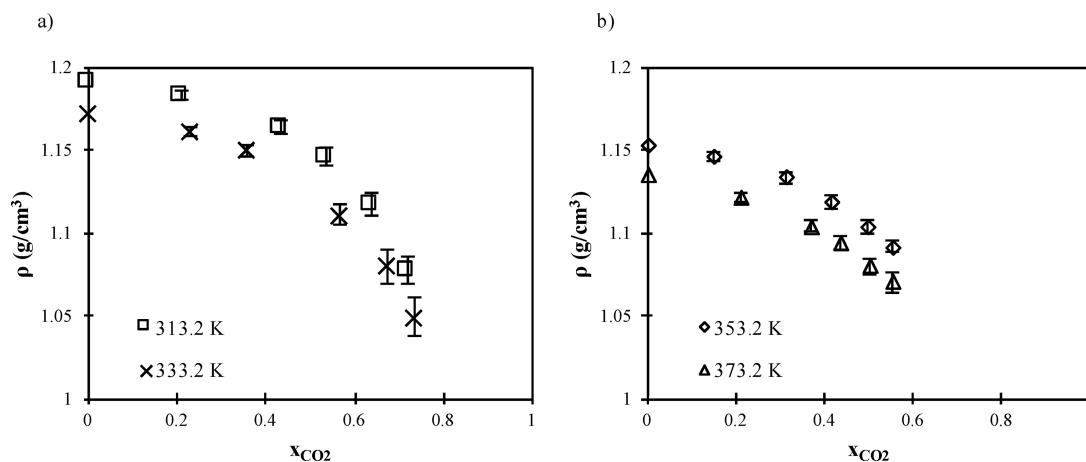 a)
1.2
1.15
1.1
1.05
1
ρ (g/cm³)
313.2 K
333.2 K
0 0.2 0.4 0.6 0.8 1
xCO2
b)
1.2
1.15
1.1
1.05
1
ρ (g/cm³)
353.2 K
373.2 K
0 0.2 0.4 0.6 0.8
xCO2